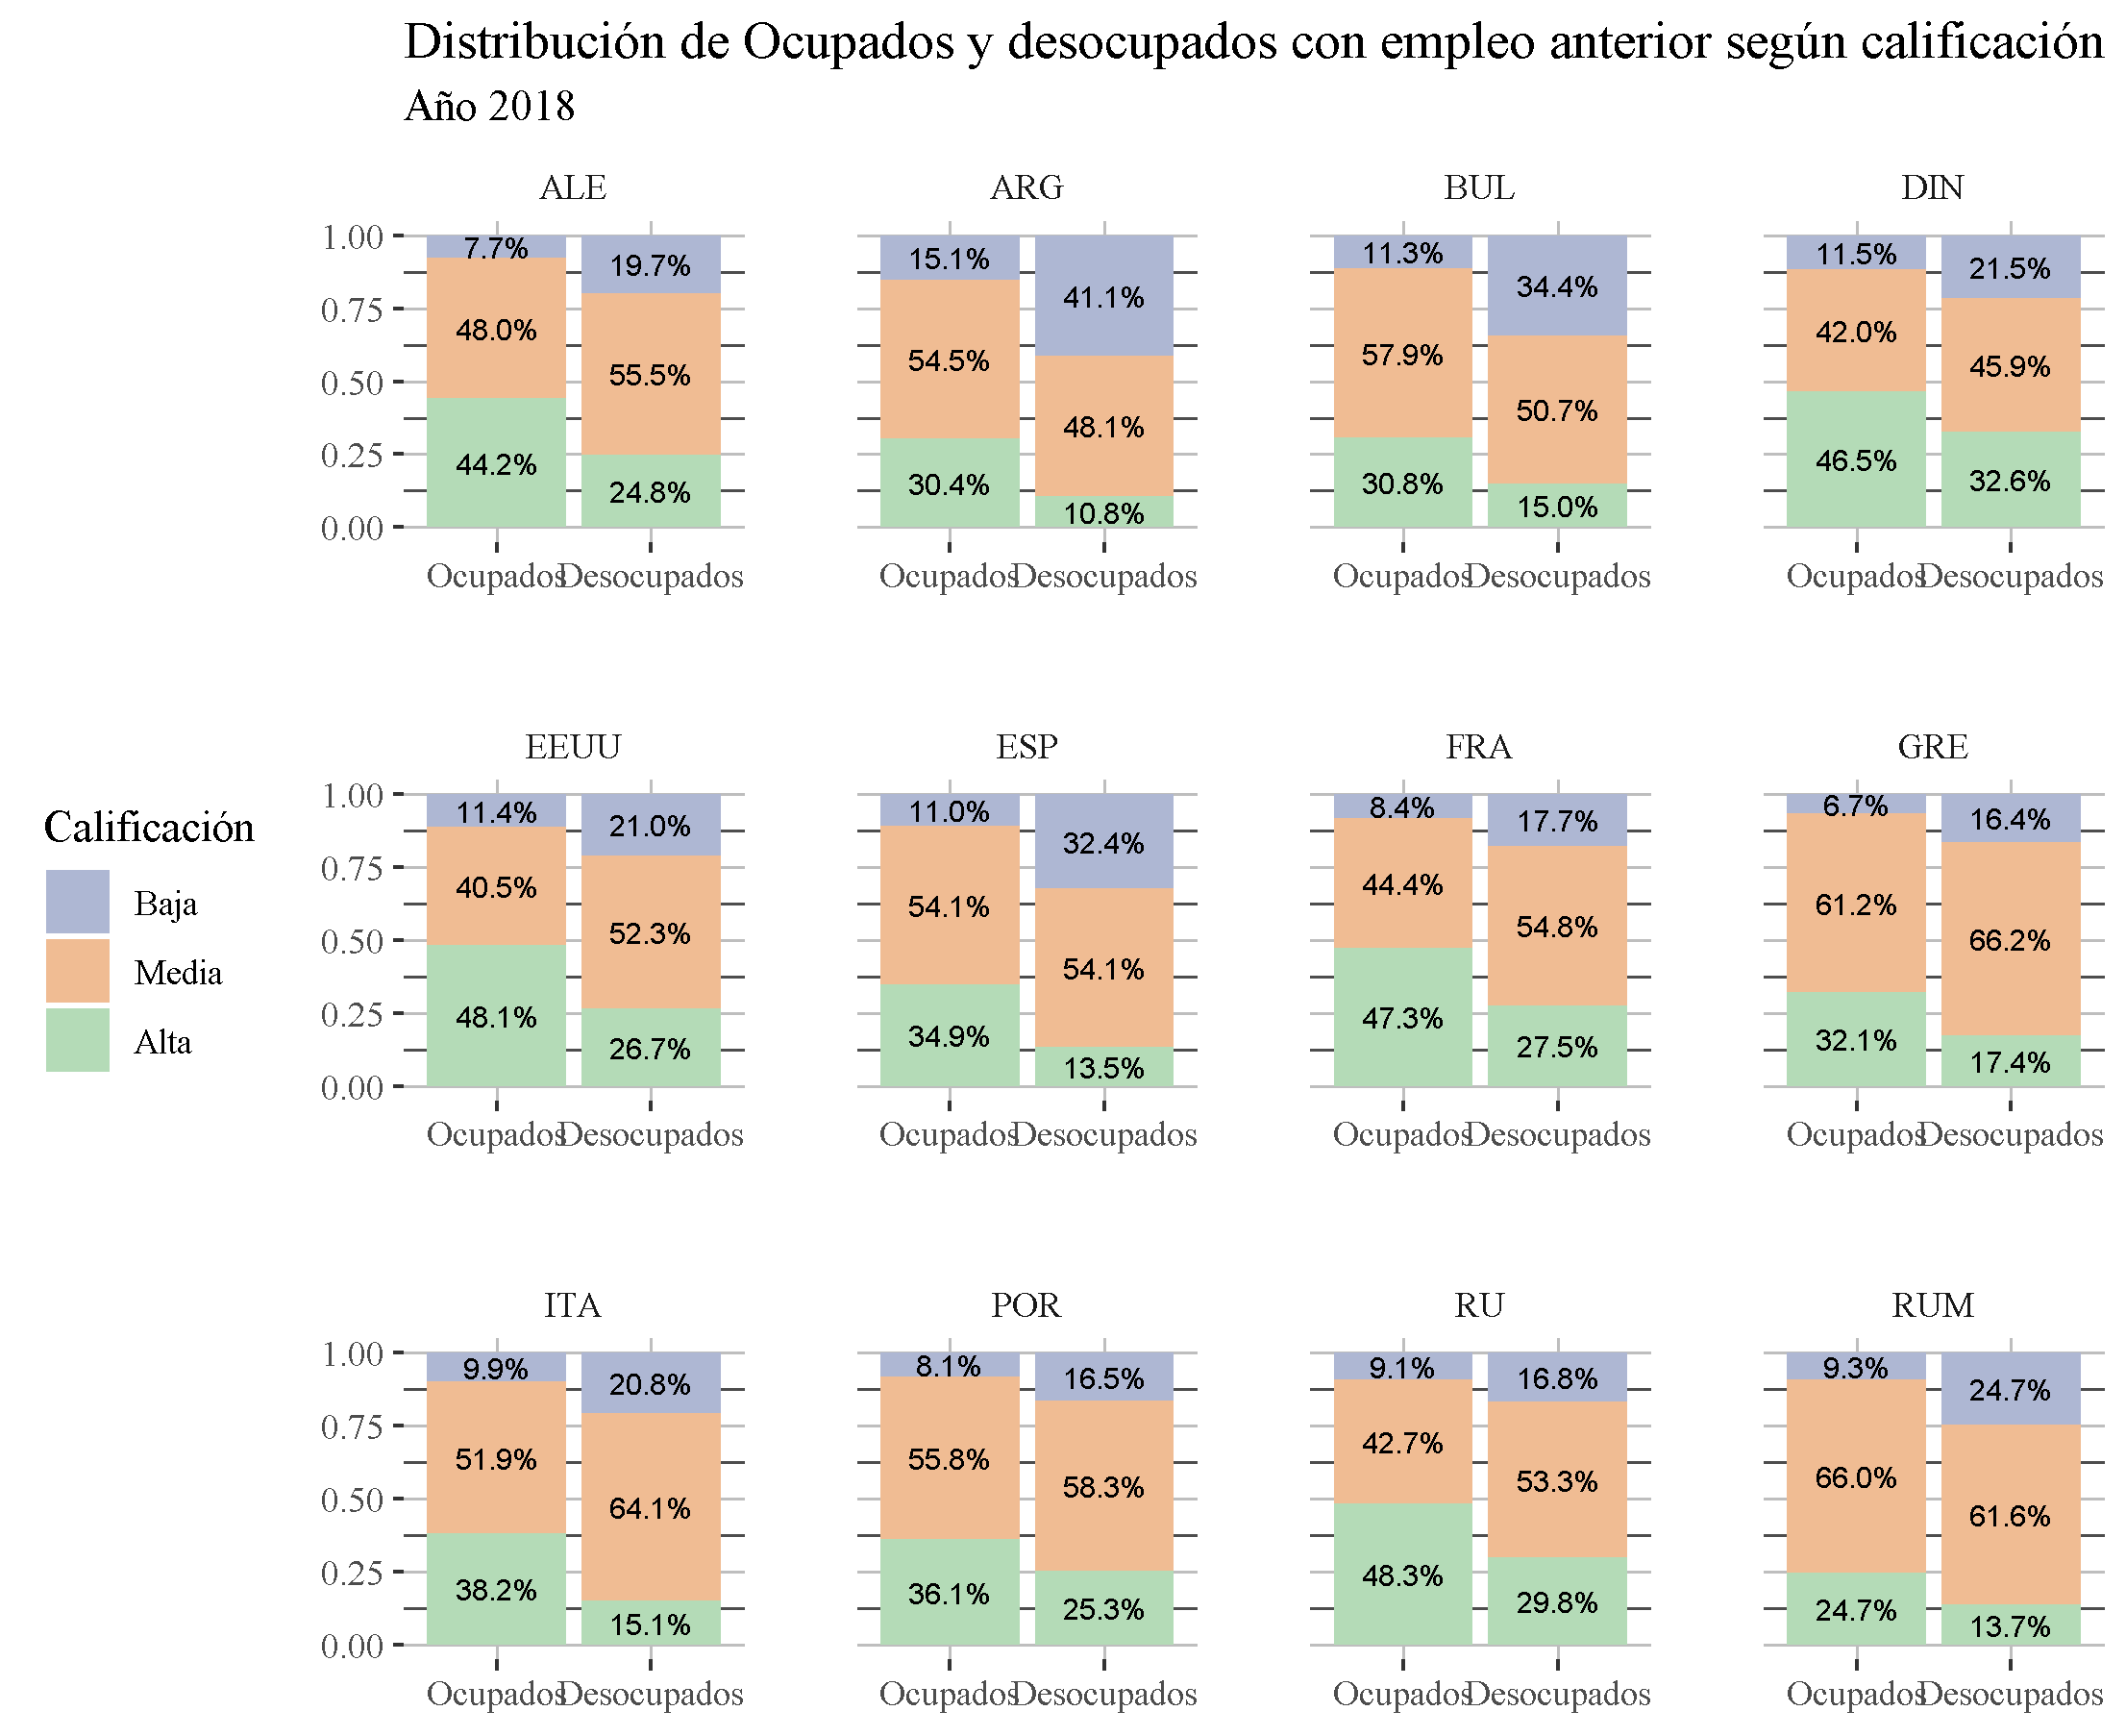 Distribución de Ocupados y desocupados con empleo anterior según calificación
Año 2018
ALE ARG BUL DIN
1.00
0.75
0.50
0.25
0.00
7.7% 19.7% 15.1% 41.1% 11.3% 34.4% 11.5% 21.5%
48.0% 55.5% 54.5% 48.1% 57.9% 50.7% 42.0% 45.9%
44.2% 24.8% 30.4% 10.8% 30.8% 15.0% 46.5% 32.6%
Ocupados Desocupados Ocupados Desocupados Ocupados Desocupados Ocupados Desocupados
EEUU ESP FRA GRE
1.00
0.75
0.50
0.25
0.00
11.4% 21.0% 11.0% 32.4% 8.4% 17.7% 6.7% 16.4%
40.5% 52.3% 54.1% 54.1% 44.4% 54.8% 61.2% 66.2%
48.1% 26.7% 34.9% 13.5% 47.3% 27.5% 32.1% 17.4%
Ocupados Desocupados Ocupados Desocupados Ocupados Desocupados Ocupados Desocupados
Calificación
Baja
Media
Alta
ITA POR RU RUM
1.00
0.75
0.50
0.25
0.00
9.9% 20.8% 8.1% 16.5% 9.1% 16.8% 9.3% 24.7%
51.9% 64.1% 55.8% 58.3% 42.7% 53.3% 66.0% 61.6%
38.2% 15.1% 36.1% 25.3% 48.3% 29.8% 24.7% 13.7%
Ocupados Desocupados Ocupados Desocupados Ocupados Desocupados Ocupados Desocupados